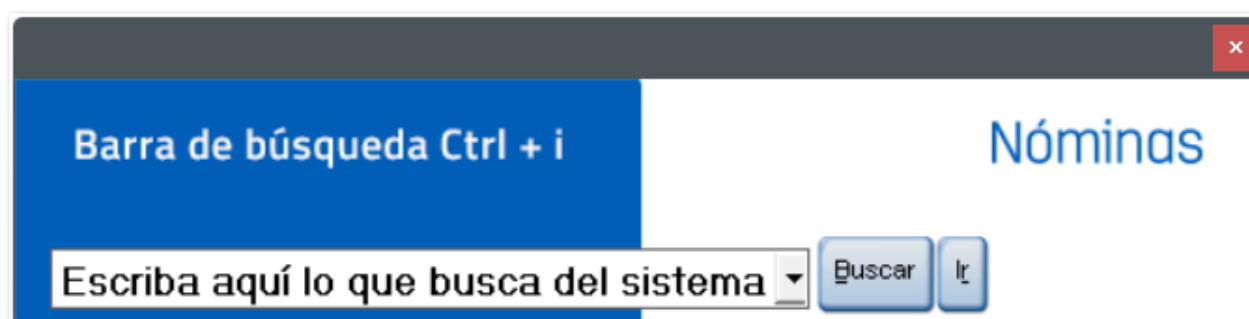 Barra de búsqueda Ctrl + i
Nóminas
Escriba aquí lo que busca del sistema
Buscar
Ir